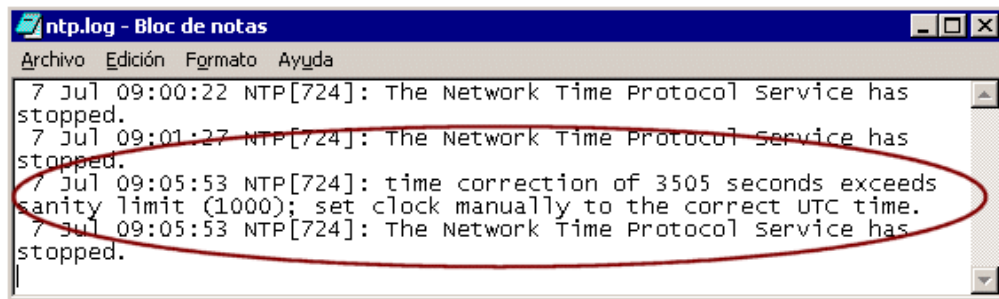 ntp.log - Bloc de notas
Archivo Edición Formato Ayuda
7 Jul 09:00:22 NTP[724]: The Network Time Protocol Service has
stopped.
7 Jul 09:01:27 NTP[724]: The Network Time Protocol Service has
stopped.
7 Jul 09:05:53 NTP[724]: time correction of 3505 seconds exceeds
sanity limit (1000); set clock manually to the correct UTC time.
7 Jul 09:05:53 NTP[724]: The Network Time Protocol Service has
stopped.